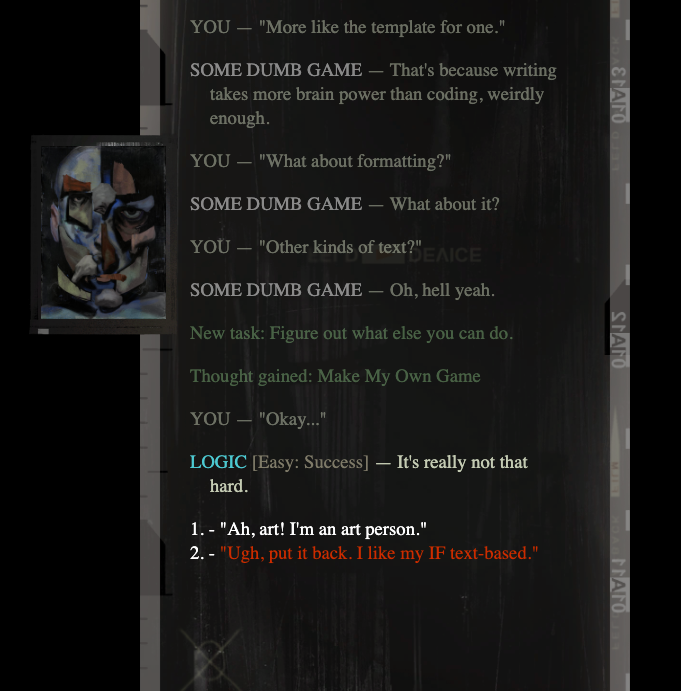 YOU — "More like the template for one."
SOME DUMB GAME — That's because writing
takes more brain power than coding, weirdly
enough.
YOU — "What about formatting?"
SOME DUMB GAME — What about it?
YOU — "Other kinds of text?"
SOME DUMB GAME — Oh, hell yeah.
New task: Figure out what else you can do.
Thought gained: Make My Own Game
YOU — "Okay..."
LOGIC [Easy: Success] — It's really not that
hard.
1. - "Ah, art! I'm an art person."
2. - "Ugh, put it back. I like my IF text-based."